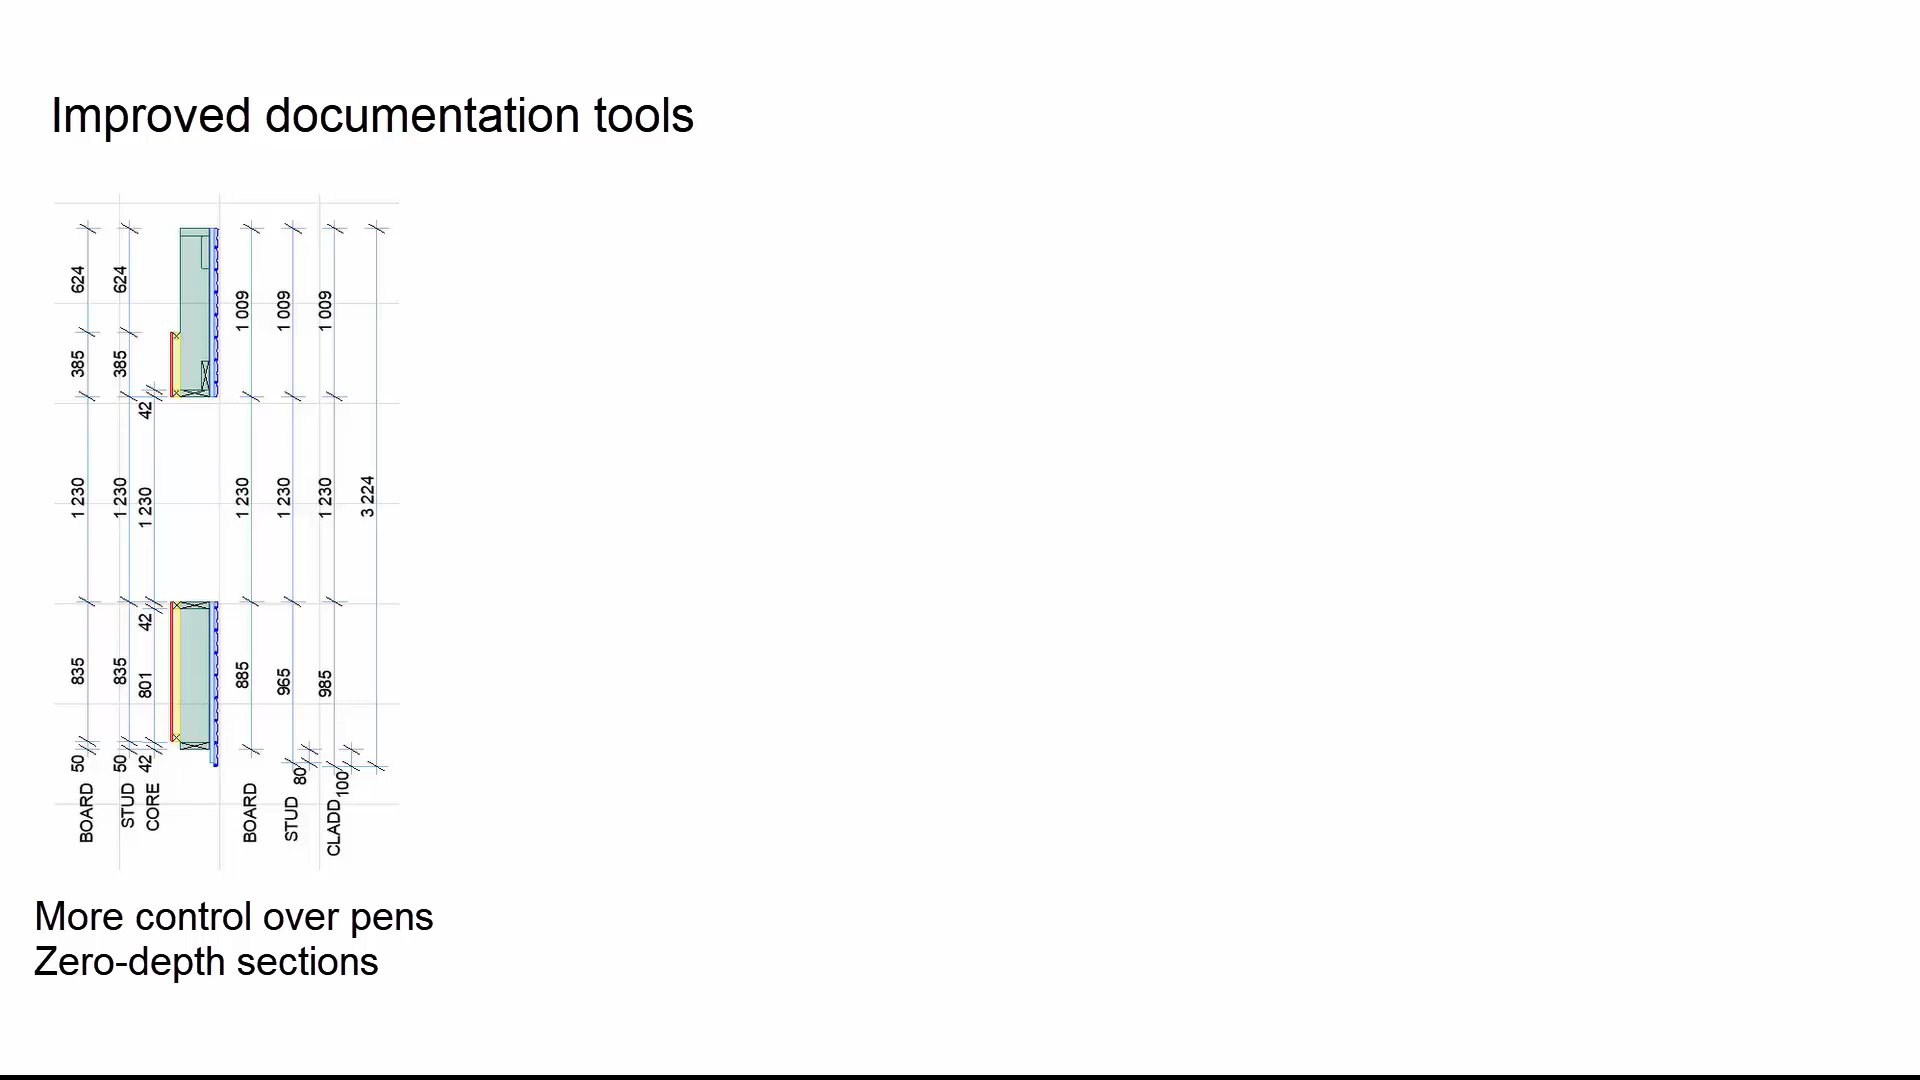 Improved documentation tools
624 624
1 009 1 009 1 009
385 385
42
1 230 1 230 1 230 1 230 1 230 1 230 3 224
42
835 835 801 885 965 985
50 50 42 80 100
BOARD STUD CORE BOARD STUD CLADD
More control over pens
Zero-depth sections